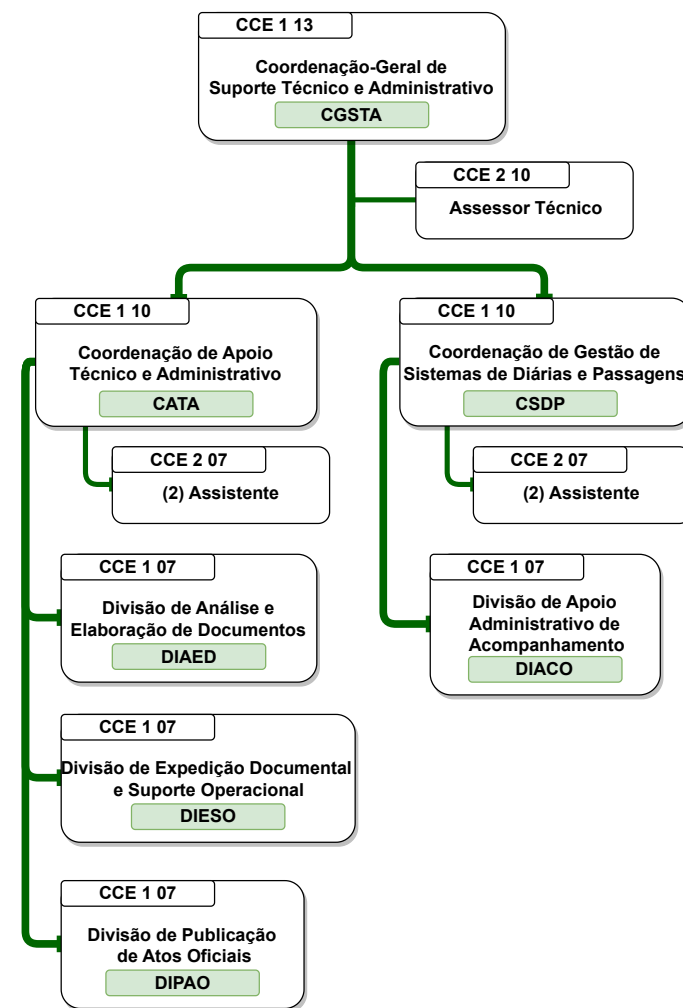 CCE 1 13
Coordenação-Geral de
Suporte Técnico e Administrativo
CGSTA
CCE 2 10
Assessor Técnico
CCE 1 10
Coordenação de Apoio
Técnico e Administrativo
CATA
CCE 1 10
Coordenação de Gestão de
Sistemas de Diárias e Passagens
CSDP
CCE 2 07
(2) Assistente
CCE 2 07
(2) Assistente
CCE 1 07
Divisão de Análise e
Elaboração de Documentos
DIAED
CCE 1 07
Divisão de Apoio
Administrativo de
Acompanhamento
DIACO
CCE 1 07
Divisão de Expedição Documental
e Suporte Operacional
DIESO
CCE 1 07
Divisão de Publicação
de Atos Oficiais
DIPAO